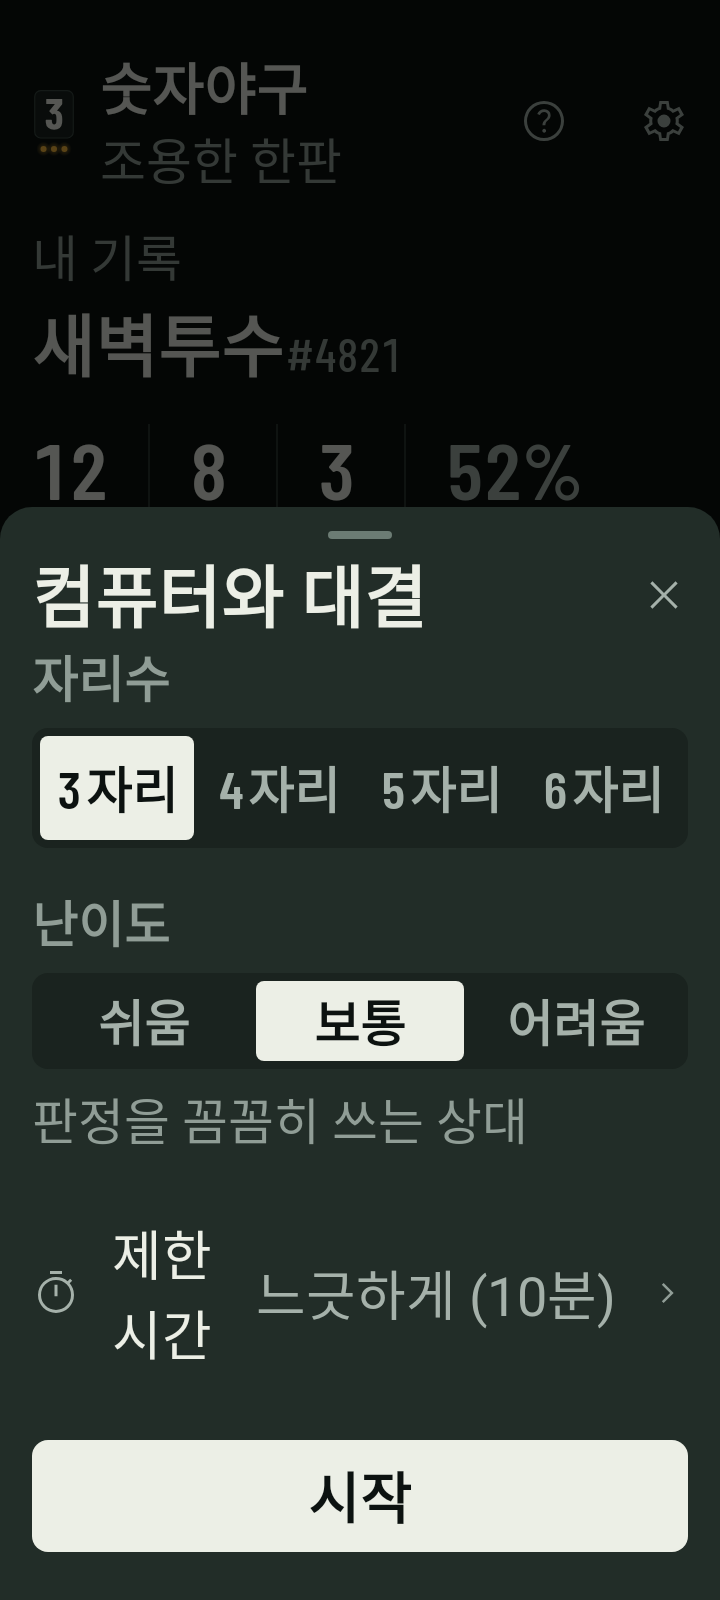 3
숫자야구
조용한 한판
내 기록
새벽투수#4821
12 8 3 52%
컴퓨터와 대결
자리수
3자리 4자리 5자리 6자리
난이도
쉬움 보통 어려움
판정을 꼼꼼히 쓰는 상대
제한
시간
느긋하게 (10분)
시작